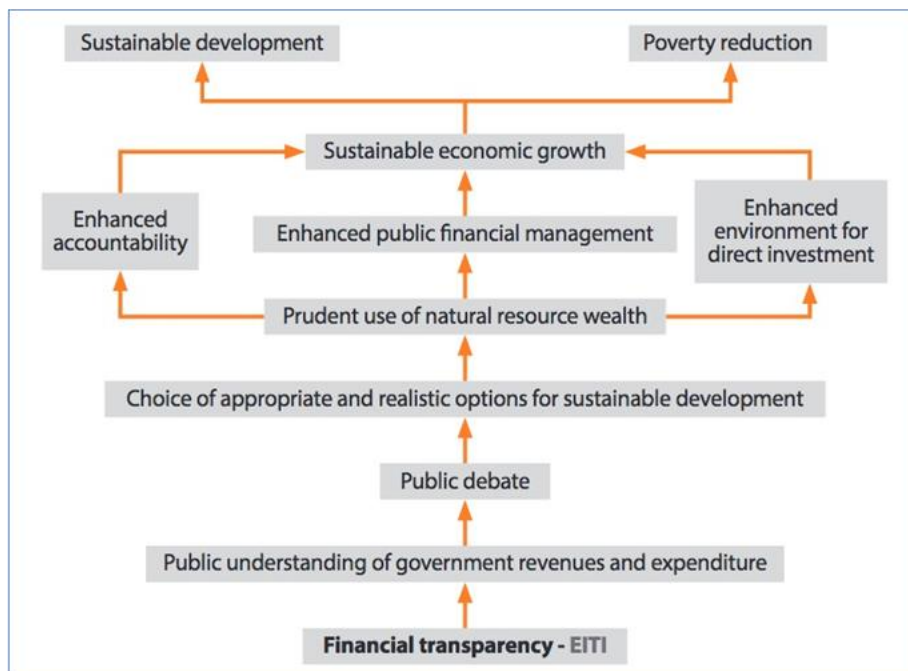 Sustainable development
Poverty reduction
Sustainable economic growth
Enhanced
accountability
Enhanced public financial management
Enhanced
environment for
direct investment
Prudent use of natural resource wealth
Choice of appropriate and realistic options for sustainable development
Public debate
Public understanding of government revenues and expenditure
Financial transparency - EITI